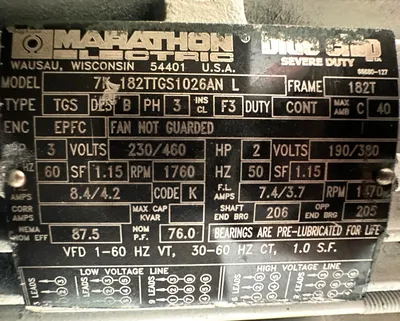 MARATHON
ELECTRIC
Blue Chip
SEVERE DUTY
WAUSAU, WISCONSIN 54401 U.S.A.
MODEL 182TTGS1026AN L FRAME 182T
TYPE TGS DES B PH 3 INS CL F3 DUTY CONT MAX AMB C 40
ENC EPFC FAN NOT GUARDED
HP 3 VOLTS 230/460 HP 2 VOLTS 190/380
HZ 60 SF 1.15 RPM 1760 HZ 50 SF 1.15 RPM
AMPS 8.4/4.2 CODE K F.L. AMPS 7.4/3.7
CORR AMPS MAX CAP KVAR SHAFT END BRG 206 OPP END BRG 205
NEMA NOM EFF 87.5 NOM P.F. 76.0 BEARINGS ARE PRE-LUBRICATED FOR LIFE
VFD 1-60 HZ VT, 30-60 HZ CT, 1.0 S.F.
LOW VOLTAGE LINE HIGH VOLTAGE LINE
LEADS LEADS